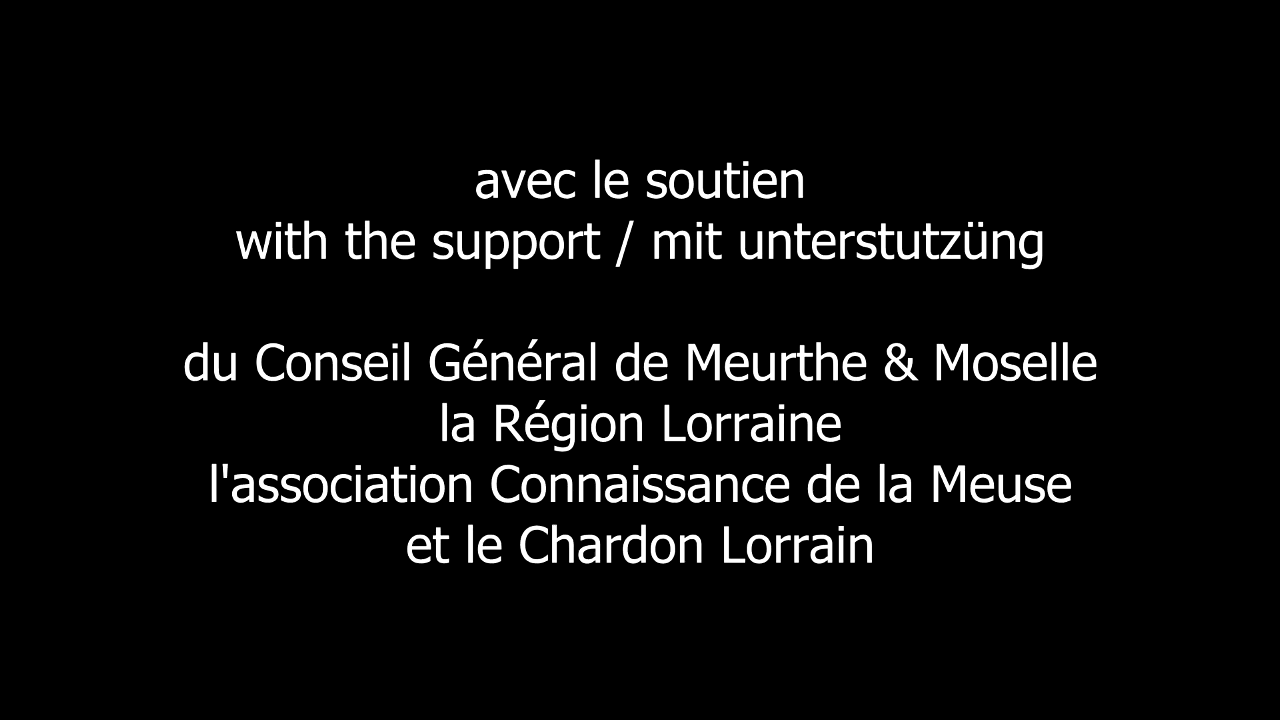 avec le soutien
with the support / mit unterstutzüng
du Conseil Général de Meurthe & Moselle
la Région Lorraine
l'association Connaissance de la Meuse
et le Chardon Lorrain